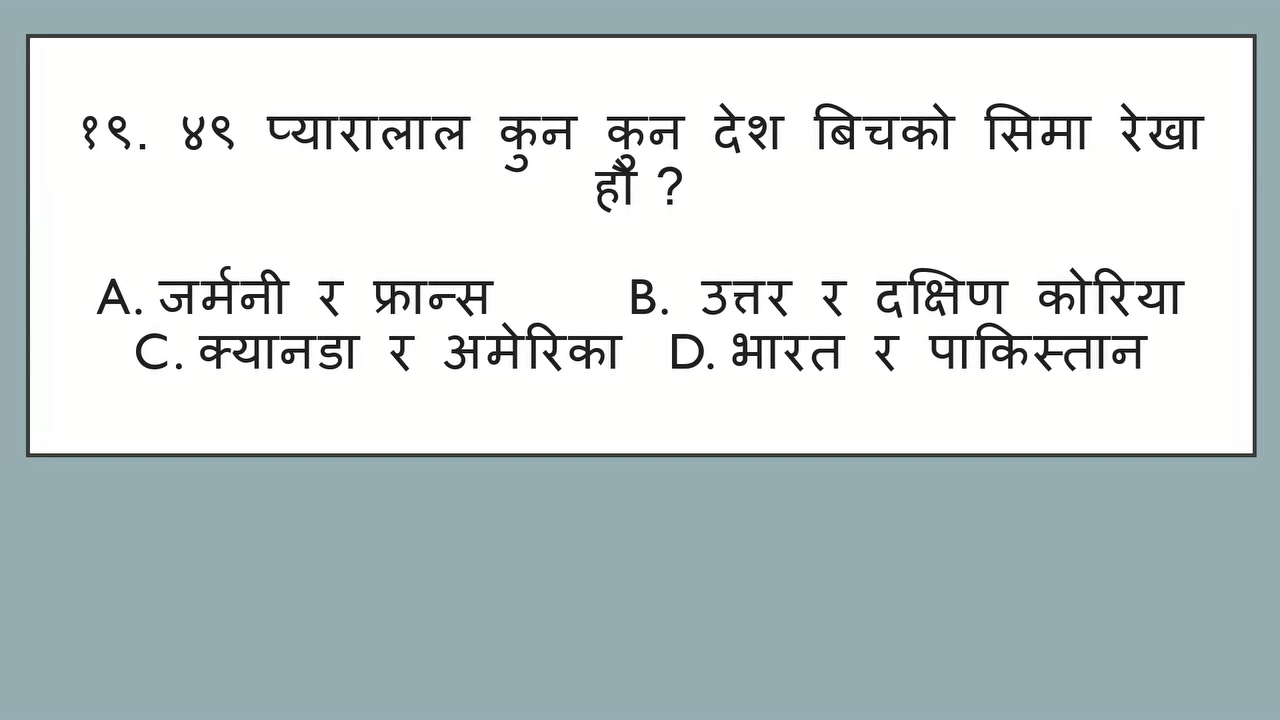 १९. ४९ प्यारालाल कुन कुन देश बिचको सिमा रेखा
हौ ?
A. जर्मनी र फ्रान्स B. उत्तर र दक्षिण कोरिया
C. क्यानडा र अमेरिका D. भारत र पाकिस्तान